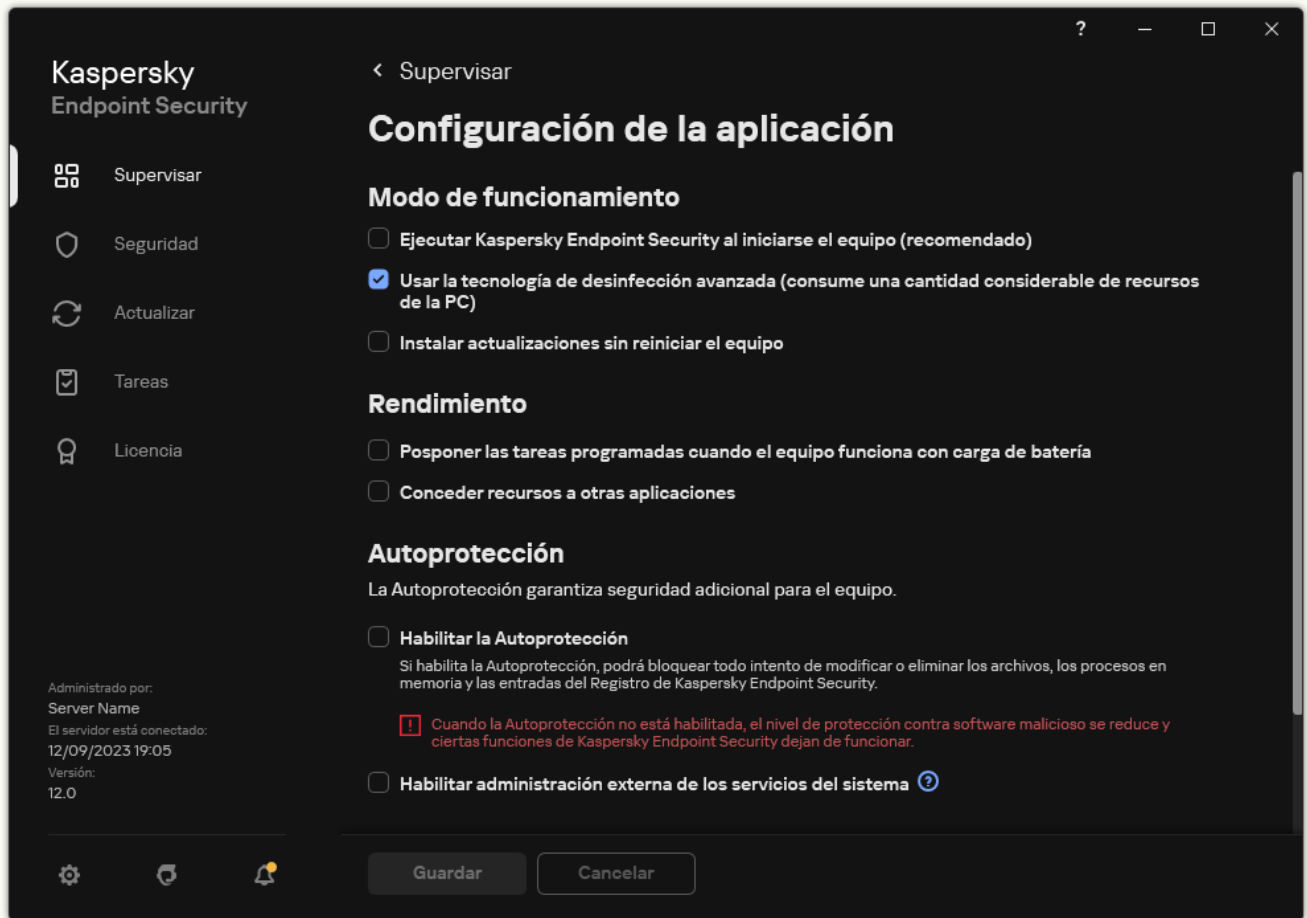 ?
Kaspersky
Endpoint Security
Supervisar
Seguridad
Actualizar
Tareas
Licencia
Administrado por:
Server Name
El servidor está conectado:
12/09/2023 19:05
Versión:
12.0
Supervisar
Configuración de la aplicación
Modo de funcionamiento
Ejecutar Kaspersky Endpoint Security al iniciarse el equipo (recomendado)
Usar la tecnología de desinfección avanzada (consume una cantidad considerable de recursos
de la PC)
Instalar actualizaciones sin reiniciar el equipo
Rendimiento
Posponer las tareas programadas cuando el equipo funciona con carga de batería
Conceder recursos a otras aplicaciones
Autoprotección
La Autoprotección garantiza seguridad adicional para el equipo.
Habilitar la Autoprotección
Si habilita la Autoprotección, podrá bloquear todo intento de modificar o eliminar los archivos, los procesos en
memoria y las entradas del Registro de Kaspersky Endpoint Security.
! Cuando la Autoprotección no está habilitada, el nivel de protección contra software malicioso se reduce y
ciertas funciones de Kaspersky Endpoint Security dejan de funcionar.
Habilitar administración externa de los servicios del sistema ?
Guardar
Cancelar